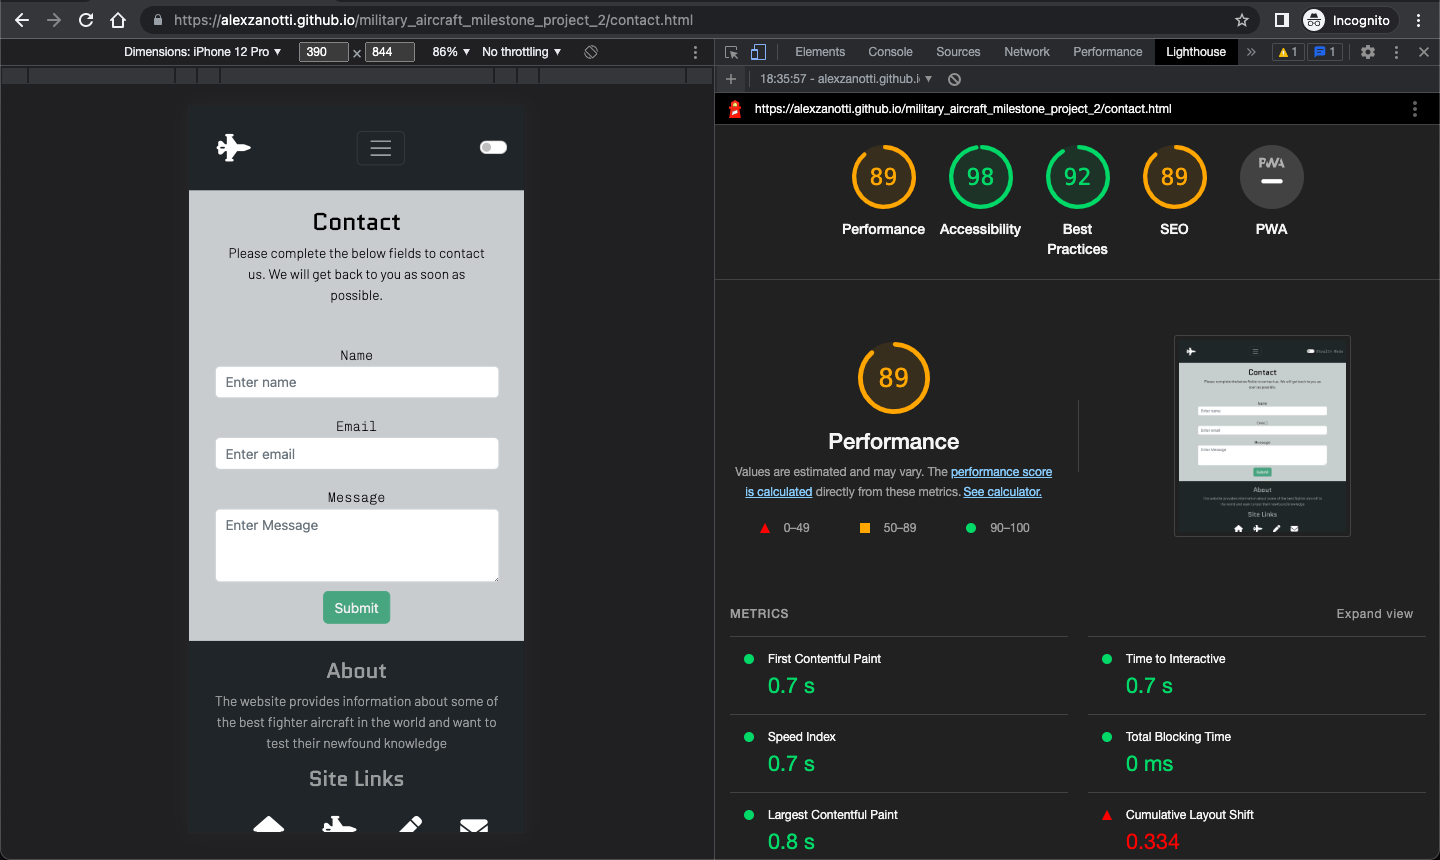 https://alexzanotti.github.io/military_aircraft_milestone_project_2/contact.html
Incognito
Dimensions: iPhone 12 Pro ▼ 390 × 844 86% ▼ No throttling ▼
Elements Console Sources Network Performance Lighthouse » 1 1
18:35:57 - alexzanotti.github.i ▼
https://alexzanotti.github.io/military_aircraft_milestone_project_2/contact.html
Contact
Please complete the below fields to contact
us. We will get back to you as soon as
possible.
Name
Enter name
Email
Enter email
Message
Enter Message
Submit
About
The website provides information about some of
the best fighter aircraft in the world and want to
test their newfound knowledge
Site Links
89 98 92 89 PWA
Performance Accessibility Best SEO PWA
Practices
89
Performance
Values are estimated and may vary. The performance score
is calculated directly from these metrics. See calculator.
0–49 50–89 90–100
Contact
About
Site Links
METRICS Expand view
First Contentful Paint
0.7 s
Time to Interactive
0.7 s
Speed Index
0.7 s
Total Blocking Time
0 ms
Largest Contentful Paint
0.8 s
Cumulative Layout Shift
0.334